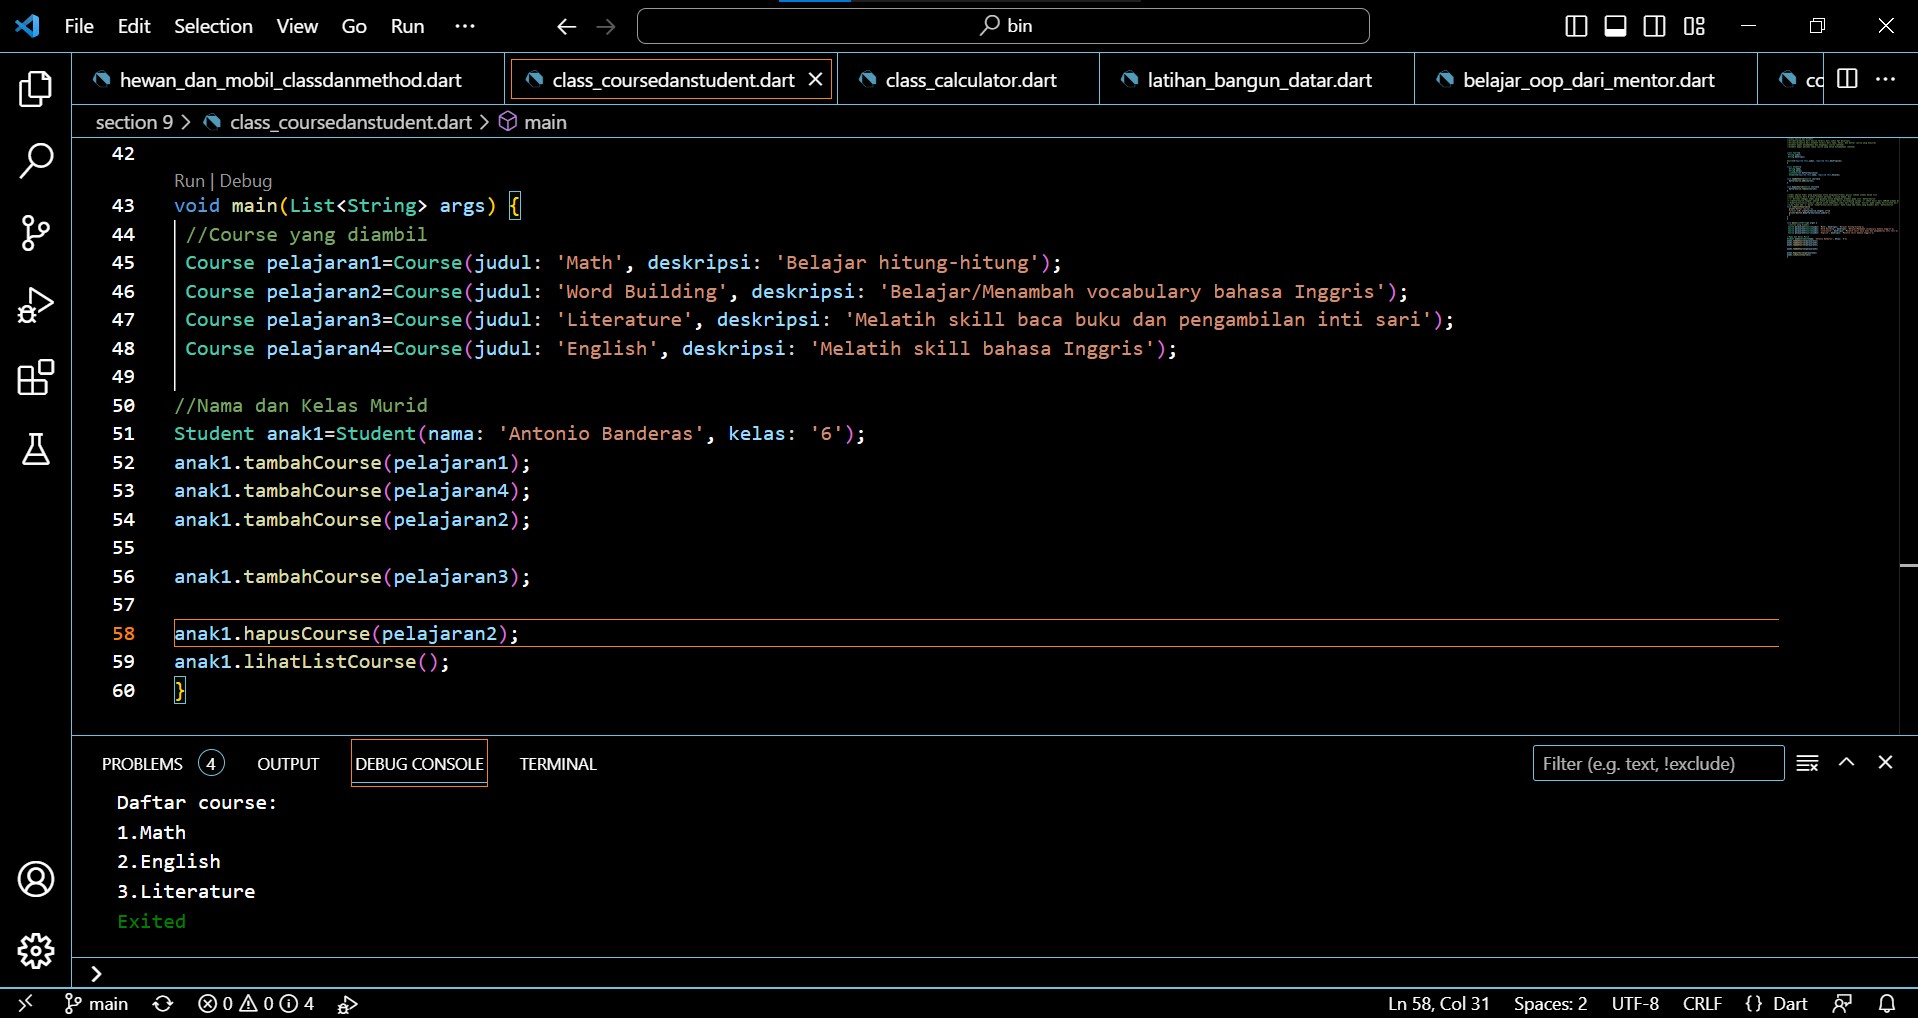 File Edit Selection View Go Run ... bin
hewan_dan_mobil_classdanmethod.dart class_coursedanstudent.dart class_calculator.dart latihan_bangun_datar.dart belajar_oop_dari_mentor.dart
section 9 > class_coursedanstudent.dart > main
42
Run | Debug
43 void main(List<String> args) {
44 //Course yang diambil
45 Course pelajaran1=Course(judul: 'Math', deskripsi: 'Belajar hitung-hitung');
46 Course pelajaran2=Course(judul: 'Word Building', deskripsi: 'Belajar/Menambah vocabulary bahasa Inggris');
47 Course pelajaran3=Course(judul: 'Literature', deskripsi: 'Melatih skill baca buku dan pengambilan inti sari');
48 Course pelajaran4=Course(judul: 'English', deskripsi: 'Melatih skill bahasa Inggris');
49
50 //Nama dan Kelas Murid
51 Student anak1=Student(nama: 'Antonio Banderas', kelas: '6');
52 anak1.tambahCourse(pelajaran1);
53 anak1.tambahCourse(pelajaran4);
54 anak1.tambahCourse(pelajaran2);
55
56 anak1.tambahCourse(pelajaran3);
57
58 anak1.hapusCourse(pelajaran2);
59 anak1.lihatListCourse();
60 }
PROBLEMS 4 OUTPUT DEBUG CONSOLE TERMINAL Filter (e.g. text, !exclude)
Daftar course:
1.Math
2.English
3.Literature
Exited
>
main 0 0 4 Ln 58, Col 31 Spaces: 2 UTF-8 CRLF {} Dart